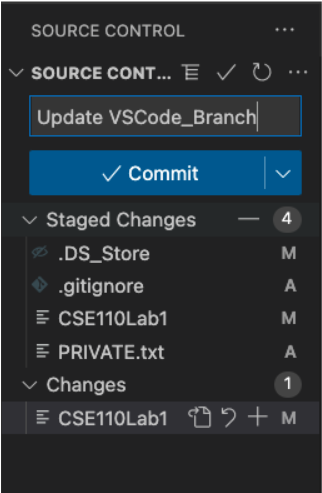 SOURCE CONTROL
SOURCE CONT...
Update VSCode_Branch
Commit
Staged Changes 4
.DS_Store M
.gitignore A
CSE110Lab1 M
PRIVATE.txt A
Changes 1
CSE110Lab1 M